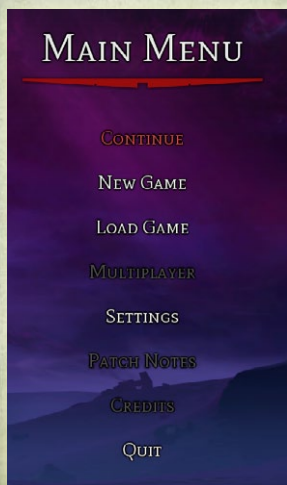 Main Menu
Continue
New Game
Load Game
Multiplayer
Settings
Patch Notes
Credits
Quit